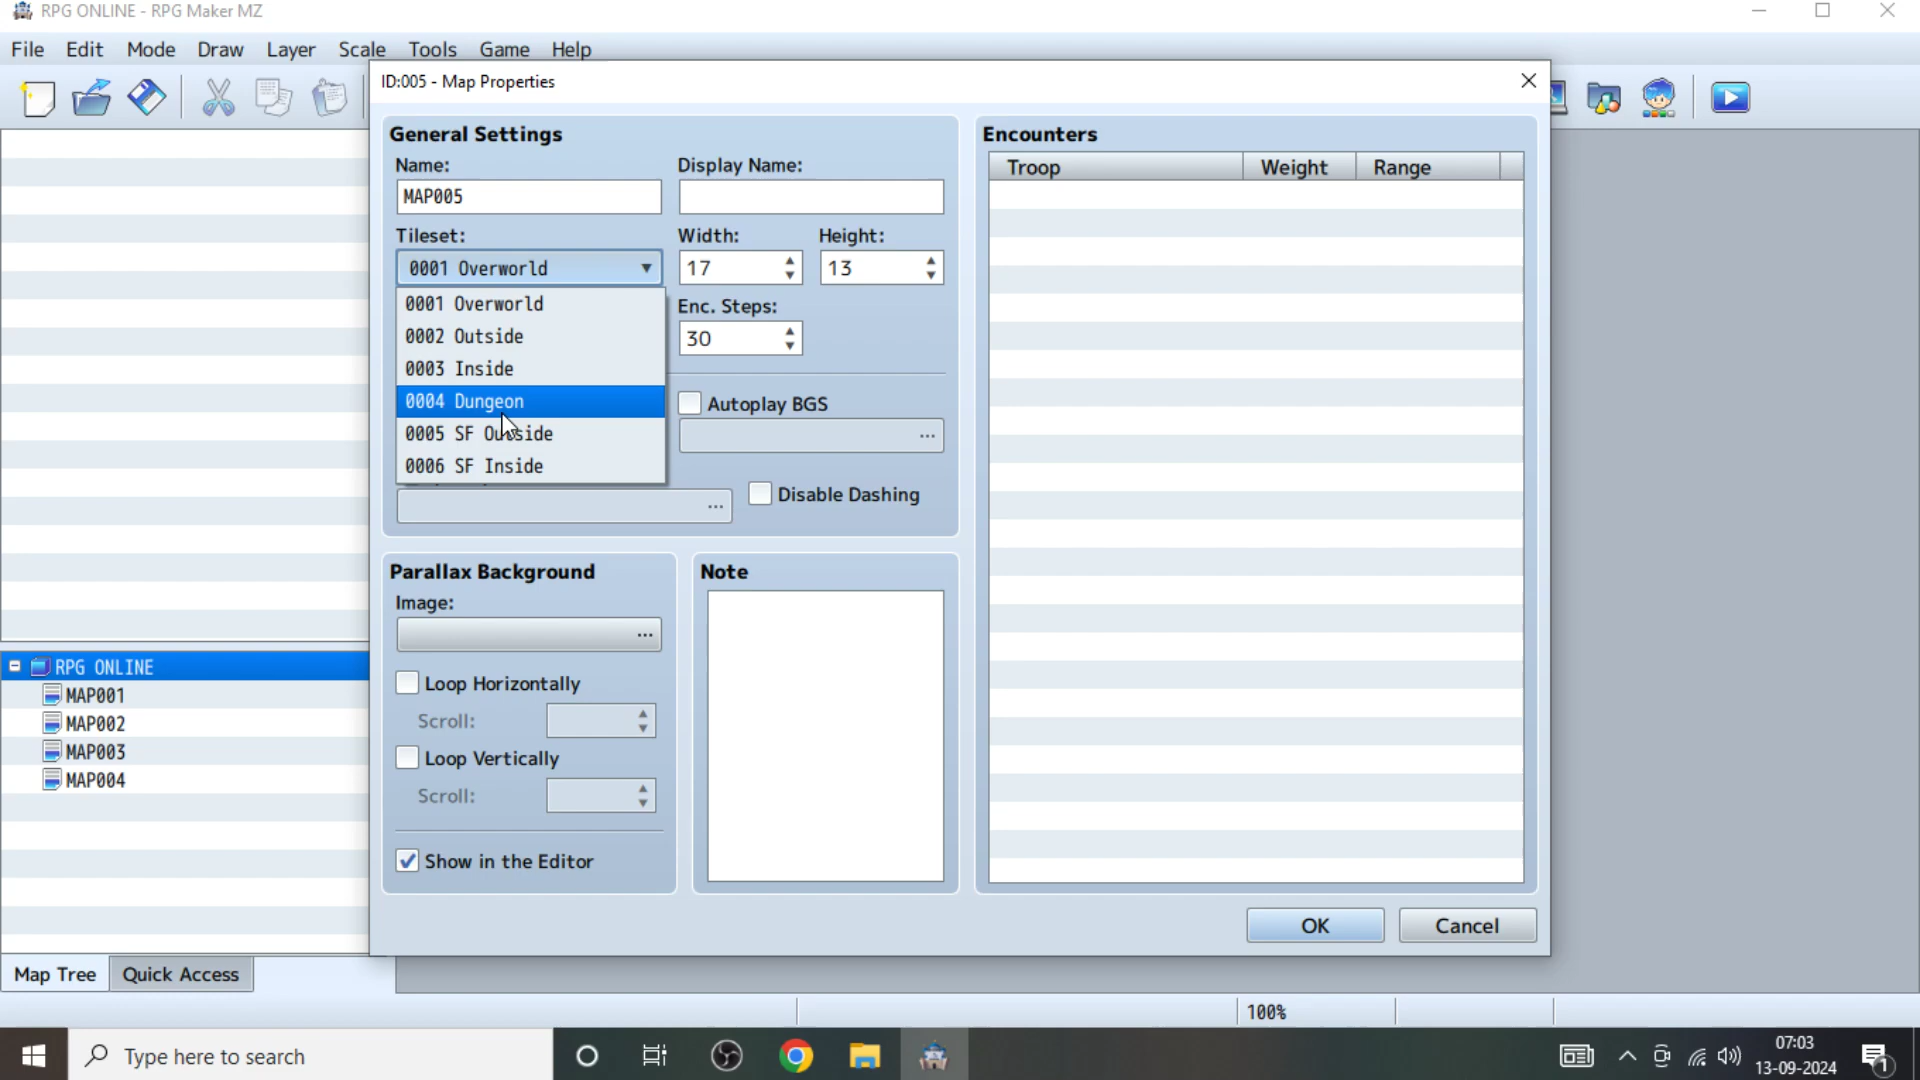 RPG ONLINE - RPG Maker MZ
File Edit Mode Draw Layer Scale Tools Game Help
ID:005 - Map Properties
General Settings
Name:
Display Name:
MAP005
Tileset:
Width:
Height:
0001 Overworld
17
13
0001 Overworld
0002 Outside
0003 Inside
0004 Dungeon
0005 SF Outside
0006 SF Inside
Enc. Steps:
30
Autoplay BGS
...
...
Disable Dashing
Parallax Background
Image:
...
Loop Horizontally
Scroll:
Loop Vertically
Scroll:
Show in the Editor
Note
Encounters
Troop Weight Range
OK Cancel
RPG ONLINE
MAP001
MAP002
MAP003
MAP004
Map Tree Quick Access
100%
Type here to search
07:03
13-09-2024
1